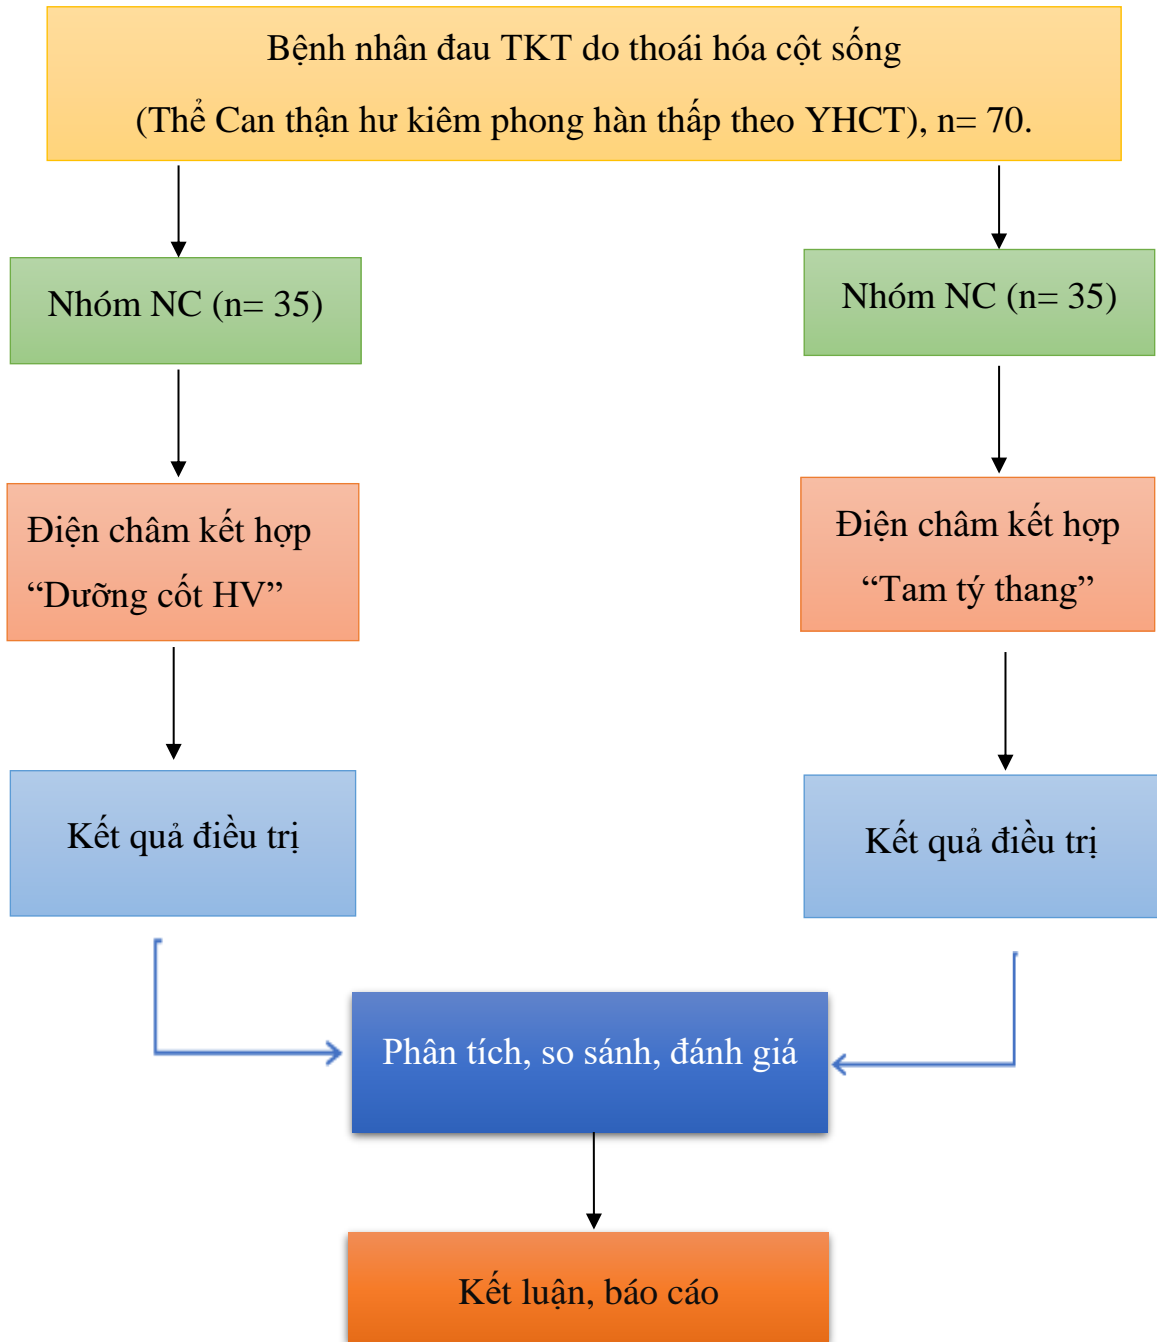 Bệnh nhân đau TKT do thoái hóa cột sống
(Thể Can thận hư kiêm phong hàn thấp theo YHCT), n= 70.
Nhóm NC (n= 35)
Nhóm NC (n= 35)
Điện châm kết hợp
“Dưỡng cốt HV”
Điện châm kết hợp
“Tam tý thang”
Kết quả điều trị
Kết quả điều trị
Phân tích, so sánh, đánh giá
Kết luận, báo cáo